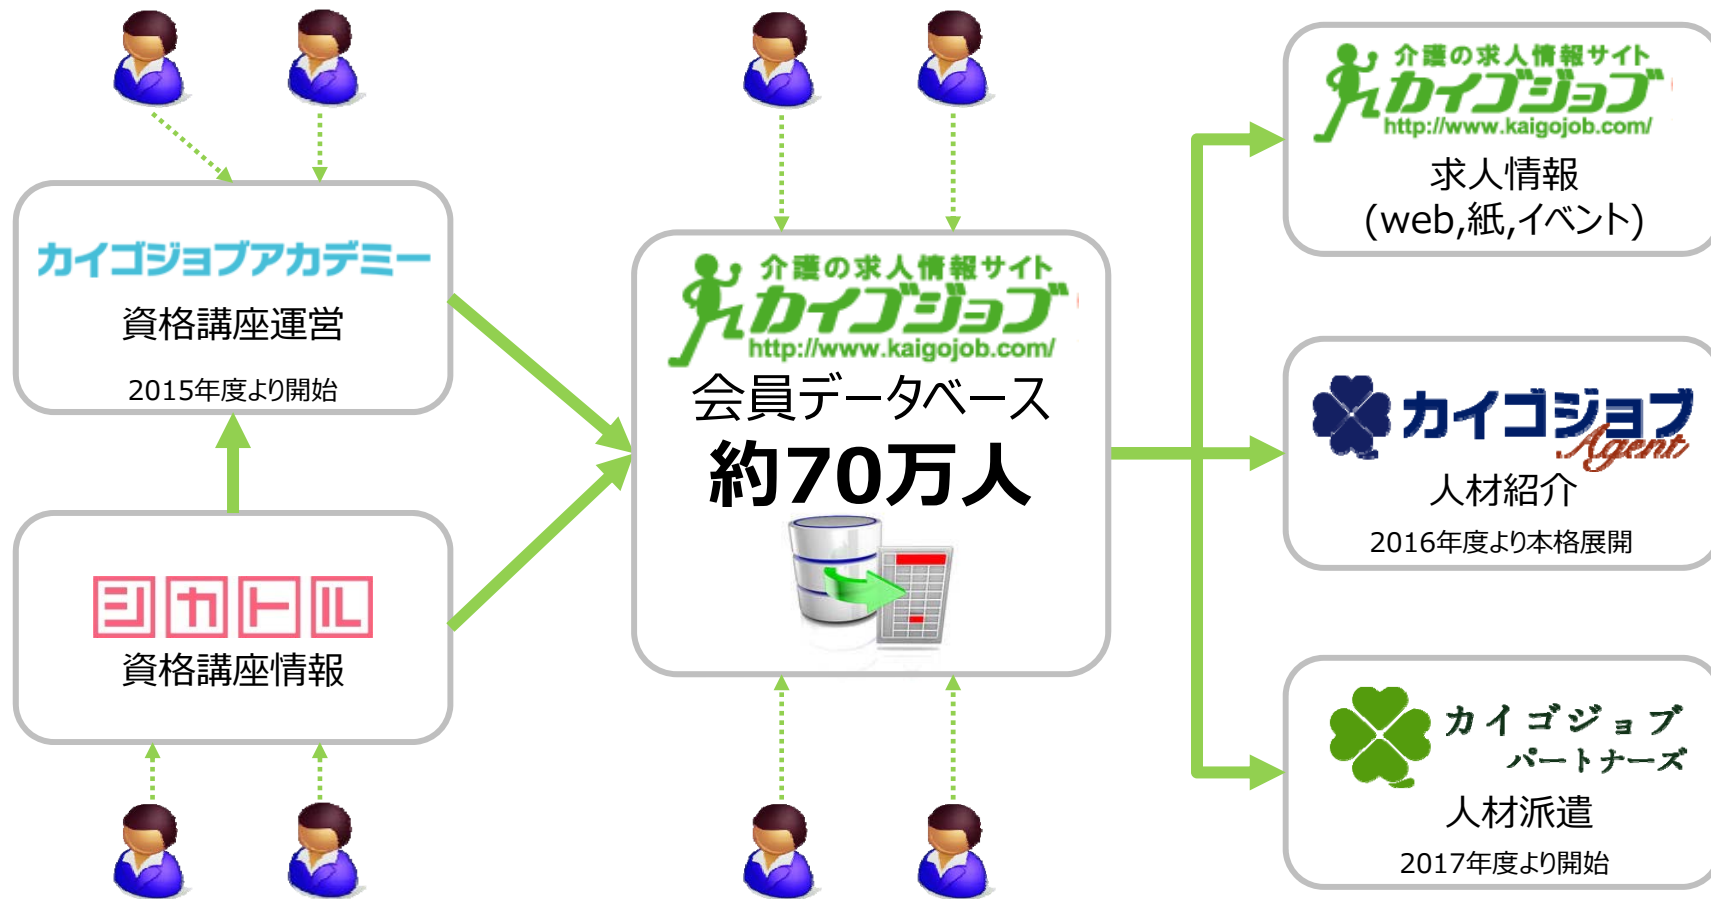 カイゴジョブアカデミー
資格講座運営
2015年度より開始
シカトル
資格講座情報
介護の求人情報サイト
カイゴジョブ
http://www.kaigojob.com/
会員データベース
約70万人
介護の求人情報サイト
カイゴジョブ
http://www.kaigojob.com/
求人情報
(web,紙,イベント)
カイゴジョブ
Agent
人材紹介
2016年度より本格展開
カイゴジョブ
パートナーズ
人材派遣
2017年度より開始